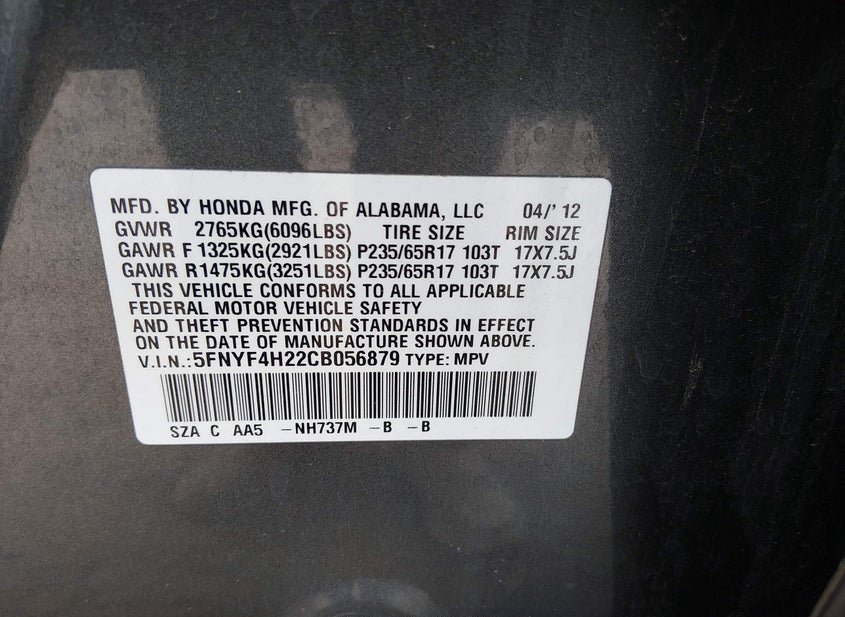 MFD. BY HONDA MFG. OF ALABAMA, LLC 04/'12
GVWR 2765KG(6096LBS) TIRE SIZE RIM SIZE
GAWR F 1325KG(2921LBS) P235/65R17 103T 17X7.5J
GAWR R1475KG(3251LBS) P235/65R17 103T 17X7.5J
THIS VEHICLE CONFORMS TO ALL APPLICABLE
FEDERAL MOTOR VEHICLE SAFETY
AND THEFT PREVENTION STANDARDS IN EFFECT
ON THE DATE OF MANUFACTURE SHOWN ABOVE.
V.I.N.:5FNYF4H22CB056879 TYPE: MPV
SZA C AA5 -NH737M -B -B